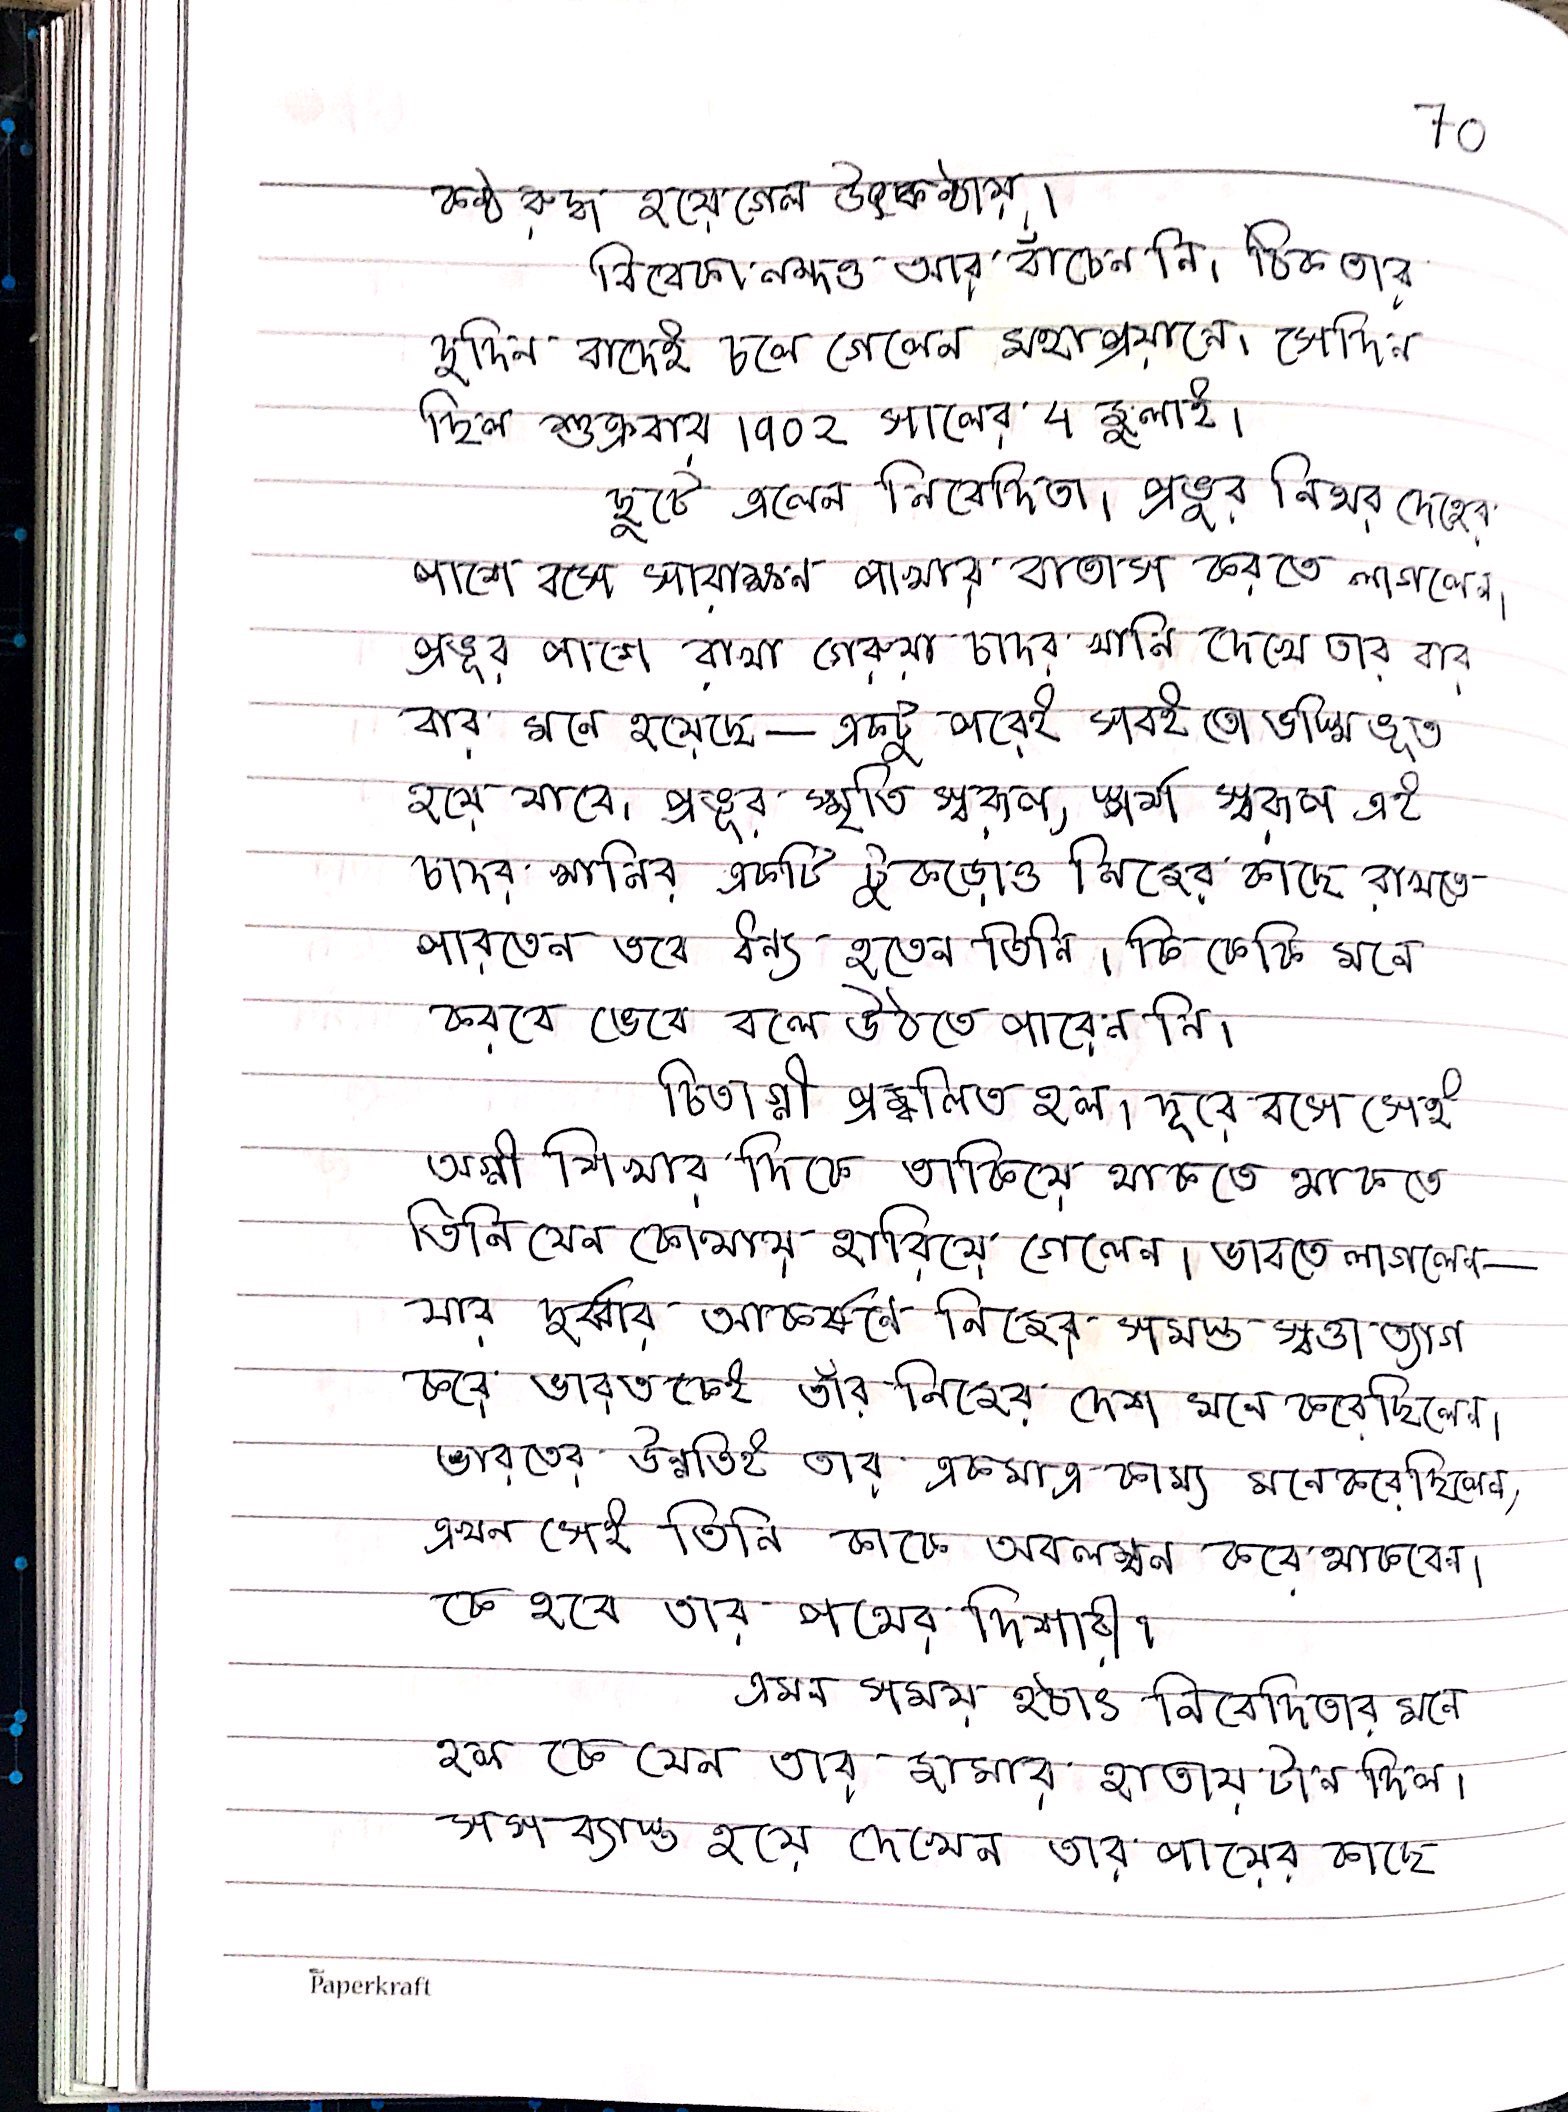 70
কণ্ঠ রুদ্ধ হয়েগেল উৎকণ্ঠায়।
বিবেকানন্দও আর বাঁচেন নি। ঠিক তার
দুদিন বাদেই চলে গেলেন মহাপ্রয়ানে। সেদিন
ছিল শুক্রবার 1902 সালের 4 জুলাই।
ছুটে এলেন নিবেদিতা। প্রভুর নিথর দেহের
পাশে বসে সারাক্ষন পাখার বাতাস করতে লাগলেন।
প্রভূর পাশে রাখা গেরুয়া চাদর খানি দেখে তার বার
বার মনে হয়েছে — একটু পরেই সবই তো ভস্মিভূত
হয়ে যাবে। প্রভূর স্মৃতি স্বরূপ, স্পর্শ স্বরূপ এই
চাদর খানির একটি টুকড়োও নিজের কাছে রাখতে
পারতেন তবে ধন্য হতেন তিনি। কি কেকি মনে
করবে ভেবে বলে উঠতে পারেন নি।
চিতাগ্নী প্রজ্বলিত হল। দূরে বসে সেই
অগ্নী শিখার দিকে তাকিয়ে থাকতে থাকতে
তিনি যেন কোথায় হারিয়ে গেলেন। ভাবতে লাগলেন —
যার দুর্ব্বার আকর্ষনে নিজের সমস্ত স্বত্তা ত্যাগ
করে ভারতকেই তাঁর নিজের দেশ মনে করেছিলেন।
ভারতের উন্নতিই তার একমাত্র কাম্য মনেকরেছিলেন,
এখন সেই তিনি কাকে অবলম্বন করে থাকবেন।
কে হবে তার পথের দিশারী?
এমন সময় হঠাৎ নিবেদিতার মনে
হল কে যেন তার জামার হাতায় টান দিল।
সসব্যাস্ত হয়ে দেখেন তার পায়ের কাছে
Paperkraft